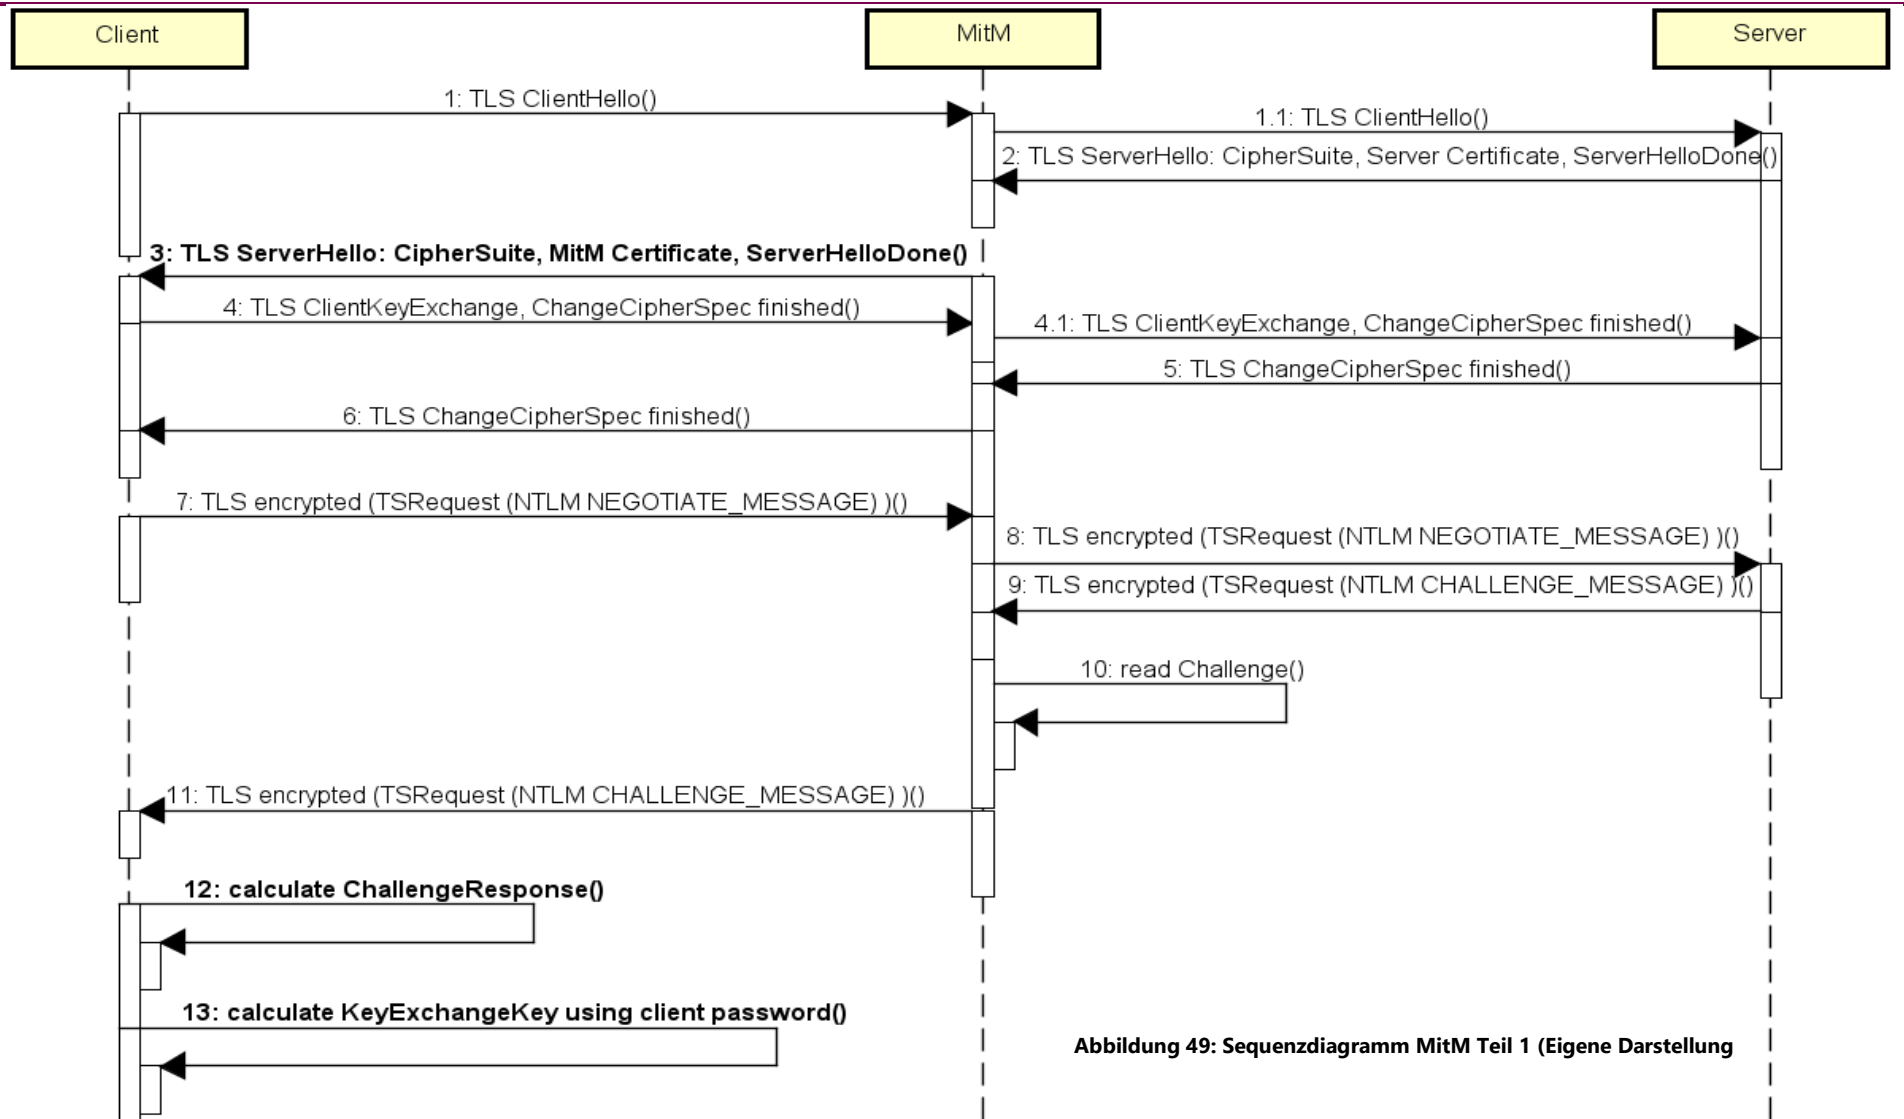 Client
MitM
Server
1: TLS ClientHello()
1.1: TLS ClientHello()
2: TLS ServerHello: CipherSuite, Server Certificate, ServerHelloDone()
3: TLS ServerHello: CipherSuite, MitM Certificate, ServerHelloDone()
4: TLS ClientKeyExchange, ChangeCipherSpec finished()
4.1: TLS ClientKeyExchange, ChangeCipherSpec finished()
5: TLS ChangeCipherSpec finished()
6: TLS ChangeCipherSpec finished()
7: TLS encrypted (TSRequest (NTLM NEGOTIATE_MESSAGE) )()
8: TLS encrypted (TSRequest (NTLM NEGOTIATE_MESSAGE) )()
9: TLS encrypted (TSRequest (NTLM CHALLENGE_MESSAGE) )()
10: read Challenge()
11: TLS encrypted (TSRequest (NTLM CHALLENGE_MESSAGE) )()
12: calculate ChallengeResponse()
13: calculate KeyExchangeKey using client password()
Abbildung 49: Sequenzdiagramm MitM Teil 1 (Eigene Darstellung